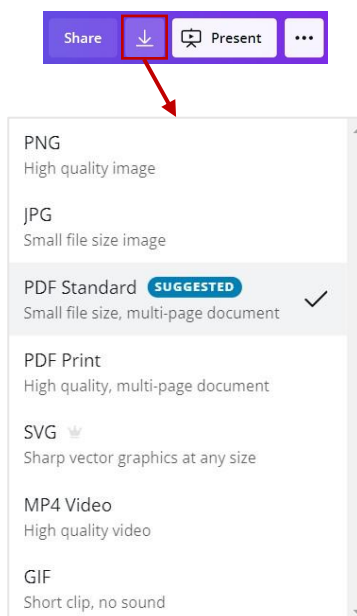 Share Present
PNG
High quality image
JPG
Small file size image
PDF Standard SUGGESTED
Small file size, multi-page document
PDF Print
High quality, multi-page document
SVG
Sharp vector graphics at any size
MP4 Video
High quality video
GIF
Short clip, no sound